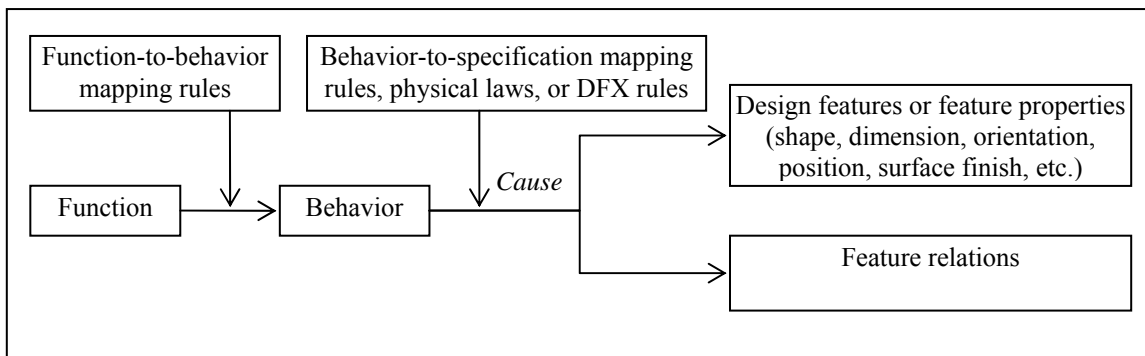 Function-to-behavior
mapping rules
Behavior-to-specification mapping
rules, physical laws, or DFX rules
Design features or feature properties
(shape, dimension, orientation,
position, surface finish, etc.)
Cause
Function
Behavior
Feature relations